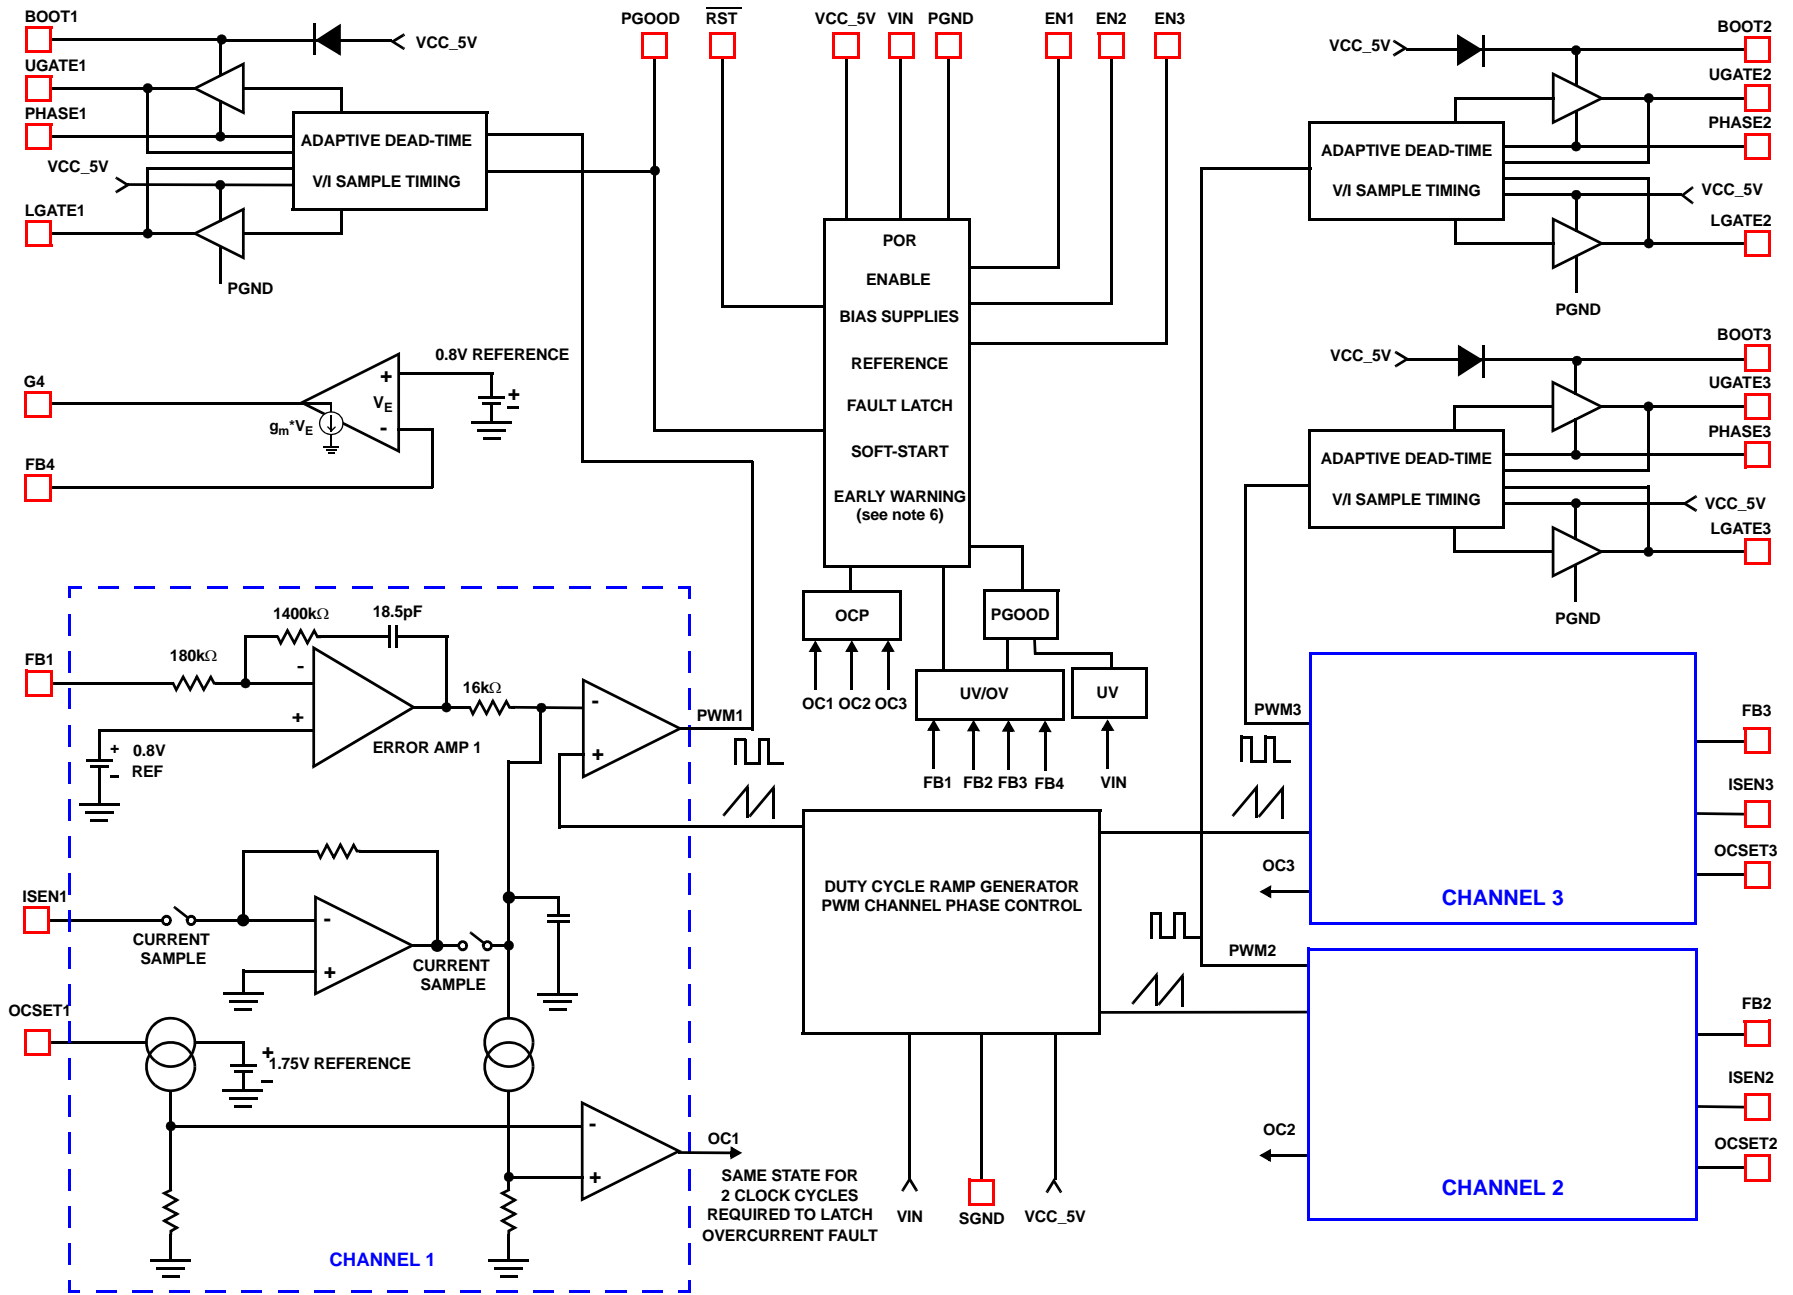 BOOT1
UGATE1
PHASE1
VCC_5V
LGATE1
VCC_5V
PGND
ADAPTIVE DEAD-TIME
V/I SAMPLE TIMING
PGOOD
RST
VCC_5V
VIN
PGND
EN1
EN2
EN3
POR
ENABLE
BIAS SUPPLIES
REFERENCE
FAULT LATCH
SOFT-START
EARLY WARNING
(see note 6)
VCC_5V
BOOT2
UGATE2
PHASE2
VCC_5V
LGATE2
PGND
ADAPTIVE DEAD-TIME
V/I SAMPLE TIMING
VCC_5V
BOOT3
UGATE3
PHASE3
VCC_5V
LGATE3
PGND
ADAPTIVE DEAD-TIME
V/I SAMPLE TIMING
G4
FB4
0.8V REFERENCE
+
VE
-
gm*VE
+
-
OCP
OC1 OC2 OC3
PGOOD
UV/OV
UV
FB1 FB2 FB3 FB4
VIN
FB1
180kΩ
1400kΩ
18.5pF
-
+
ERROR AMP 1
+
-
0.8V
REF
16kΩ
-
+
PWM1
ISEN1
CURRENT
SAMPLE
-
+
CURRENT
SAMPLE
OCSET1
+
-
1.75V REFERENCE
-
+
OC1
SAME STATE FOR
2 CLOCK CYCLES
REQUIRED TO LATCH
OVERCURRENT FAULT
CHANNEL 1
DUTY CYCLE RAMP GENERATOR
PWM CHANNEL PHASE CONTROL
VIN
SGND
VCC_5V
PWM3
OC3
CHANNEL 3
FB3
ISEN3
OCSET3
PWM2
OC2
CHANNEL 2
FB2
ISEN2
OCSET2